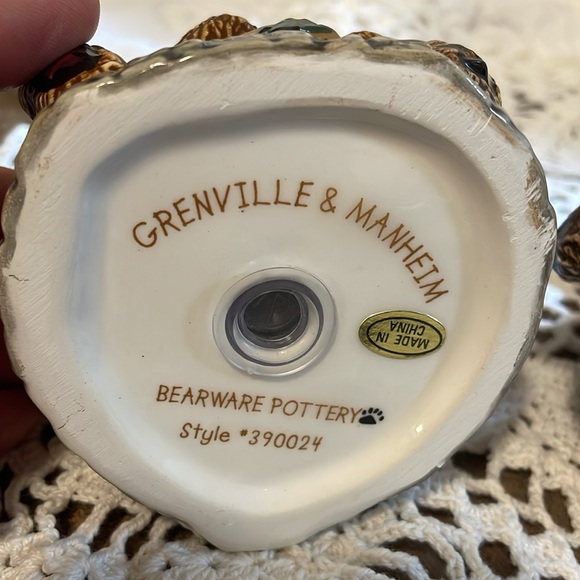 GRENVILLE & MANHEIM
MADE IN
CHINA
BEARWARE POTTERY
Style #390024